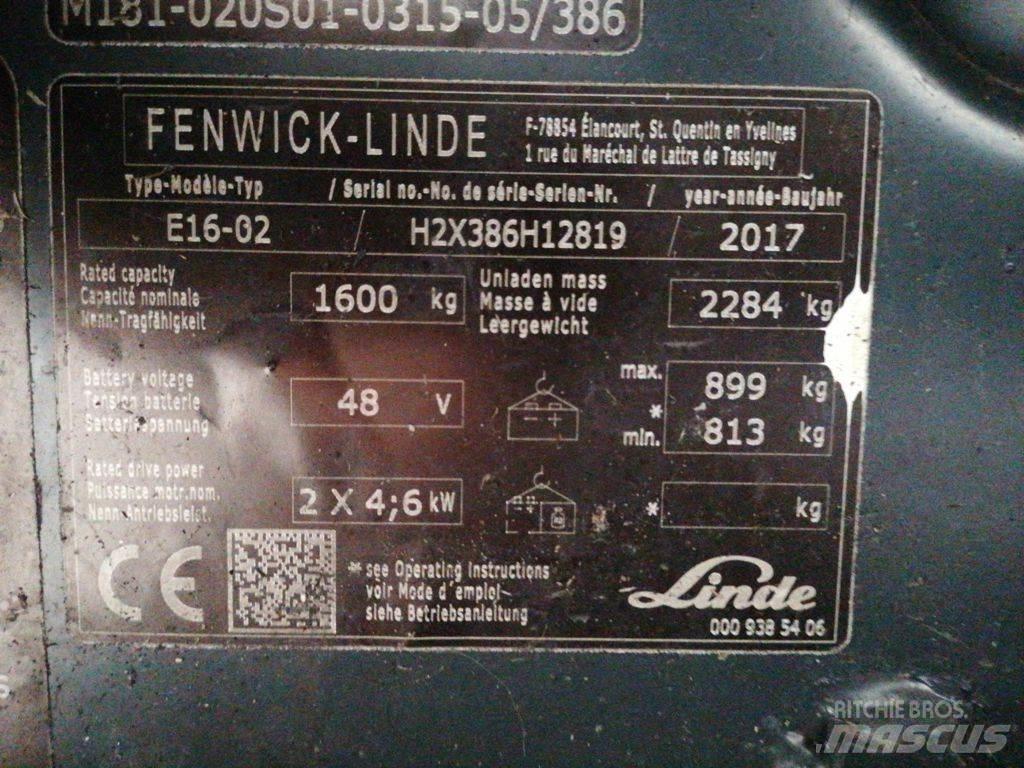 M181-020S01-0315-05/386
FENWICK-LINDE
F-78854 Élancourt, St. Quentin en Yvelines
1 rue du Maréchal de Lattre de Tassigny
Type-Modèle-Typ / Serial no.-No. de série-Serien-Nr. / year-année-Baujahr
E16-02 / H2X386H12819 / 2017
Rated capacity
Capacité nominale
Nenn-Tragfähigkeit
1600 kg
Unladen mass
Masse à vide
Leergewicht
2284 kg
Battery voltage
Tension batterie
Batteriespannung
48 V
max. 899 kg
*
min. 813 kg
Rated drive power
Puissance motr.nom.
Nenn-Antriebsleist.
2 X 4;6 kW
* kg
CE
* see Operating Instructions
voir Mode d'emploi
siehe Betriebsanleitung
Linde
000 938 54 06
RITCHIE BROS.
MASCUS